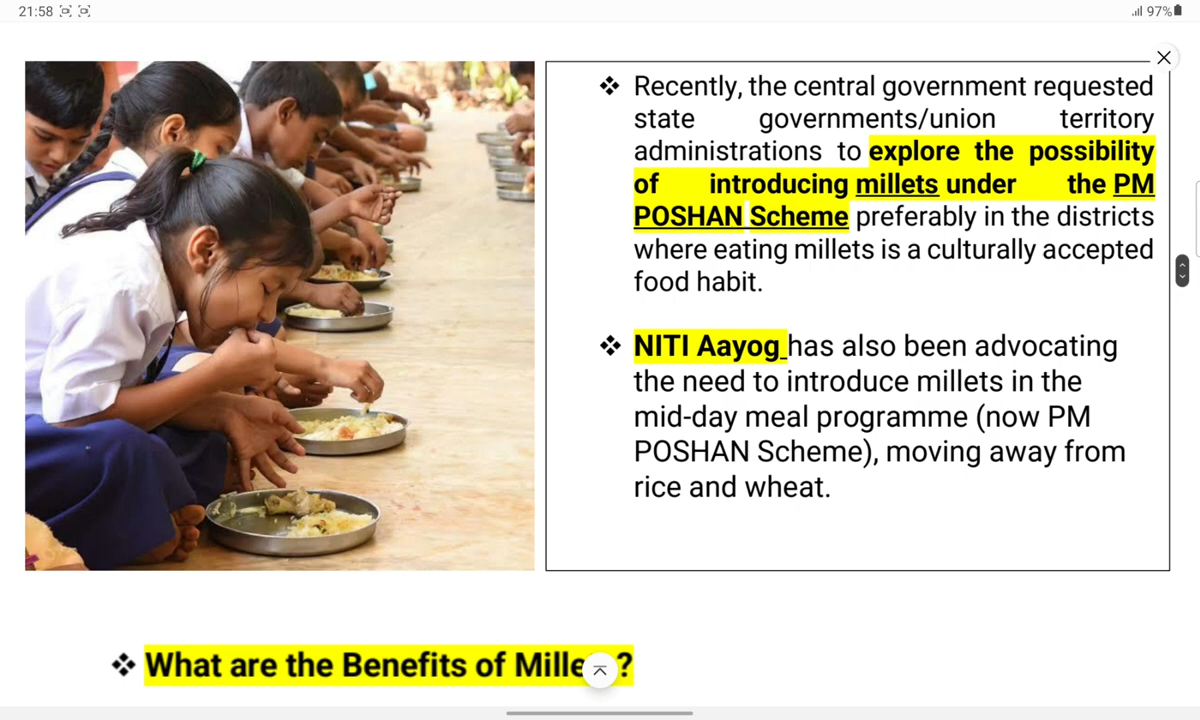 21:58
97%
❖ Recently, the central government requested
state governments/union territory
administrations to explore the possibility
of introducing millets under the PM
POSHAN Scheme preferably in the districts
where eating millets is a culturally accepted
food habit.
❖ NITI Aayog has also been advocating
the need to introduce millets in the
mid-day meal programme (now PM
POSHAN Scheme), moving away from
rice and wheat.
❖ What are the Benefits of Mille ?